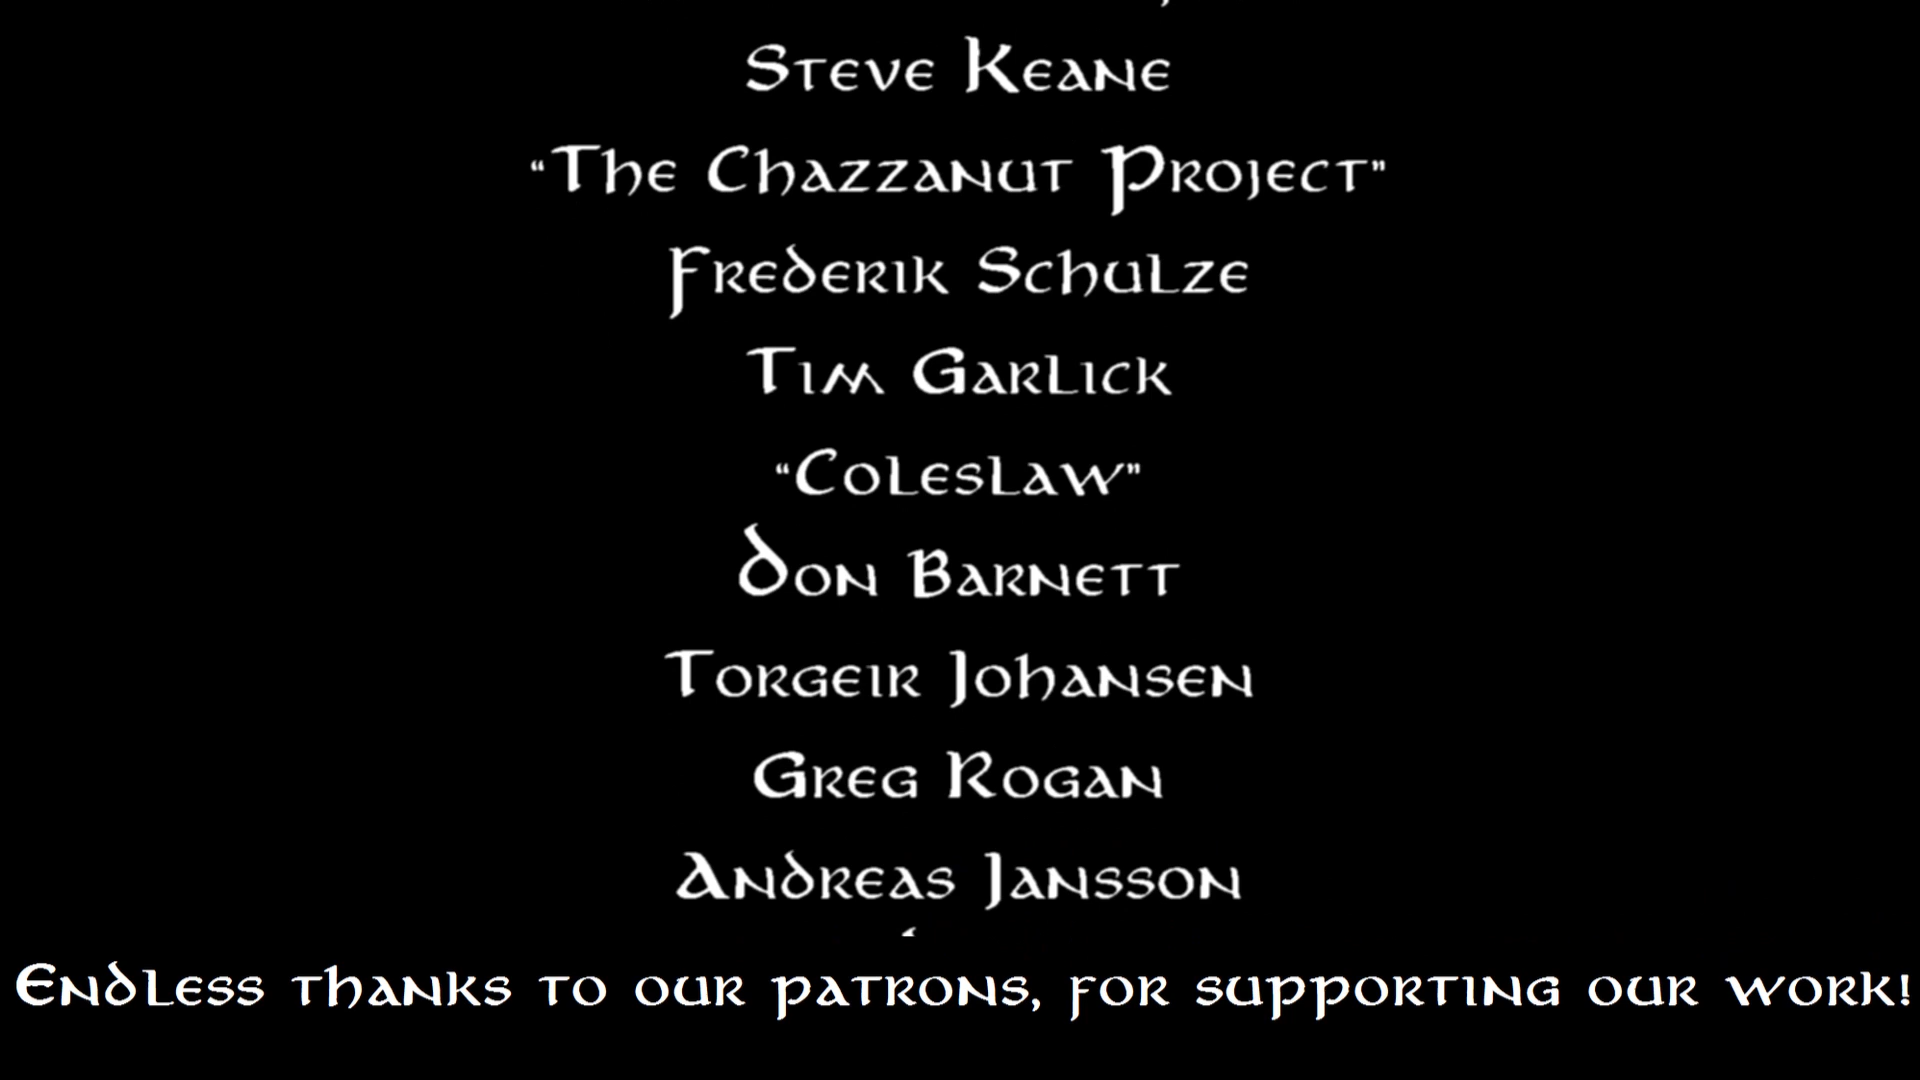 Steve Keane
“The Chazzanut Project”
Frederik Schulze
Tim Garlick
“Coleslaw”
Don Barnett
Torgeir Johansen
Greg Rogan
Andreas Jansson
Endless thanks to our patrons, for supporting our work!